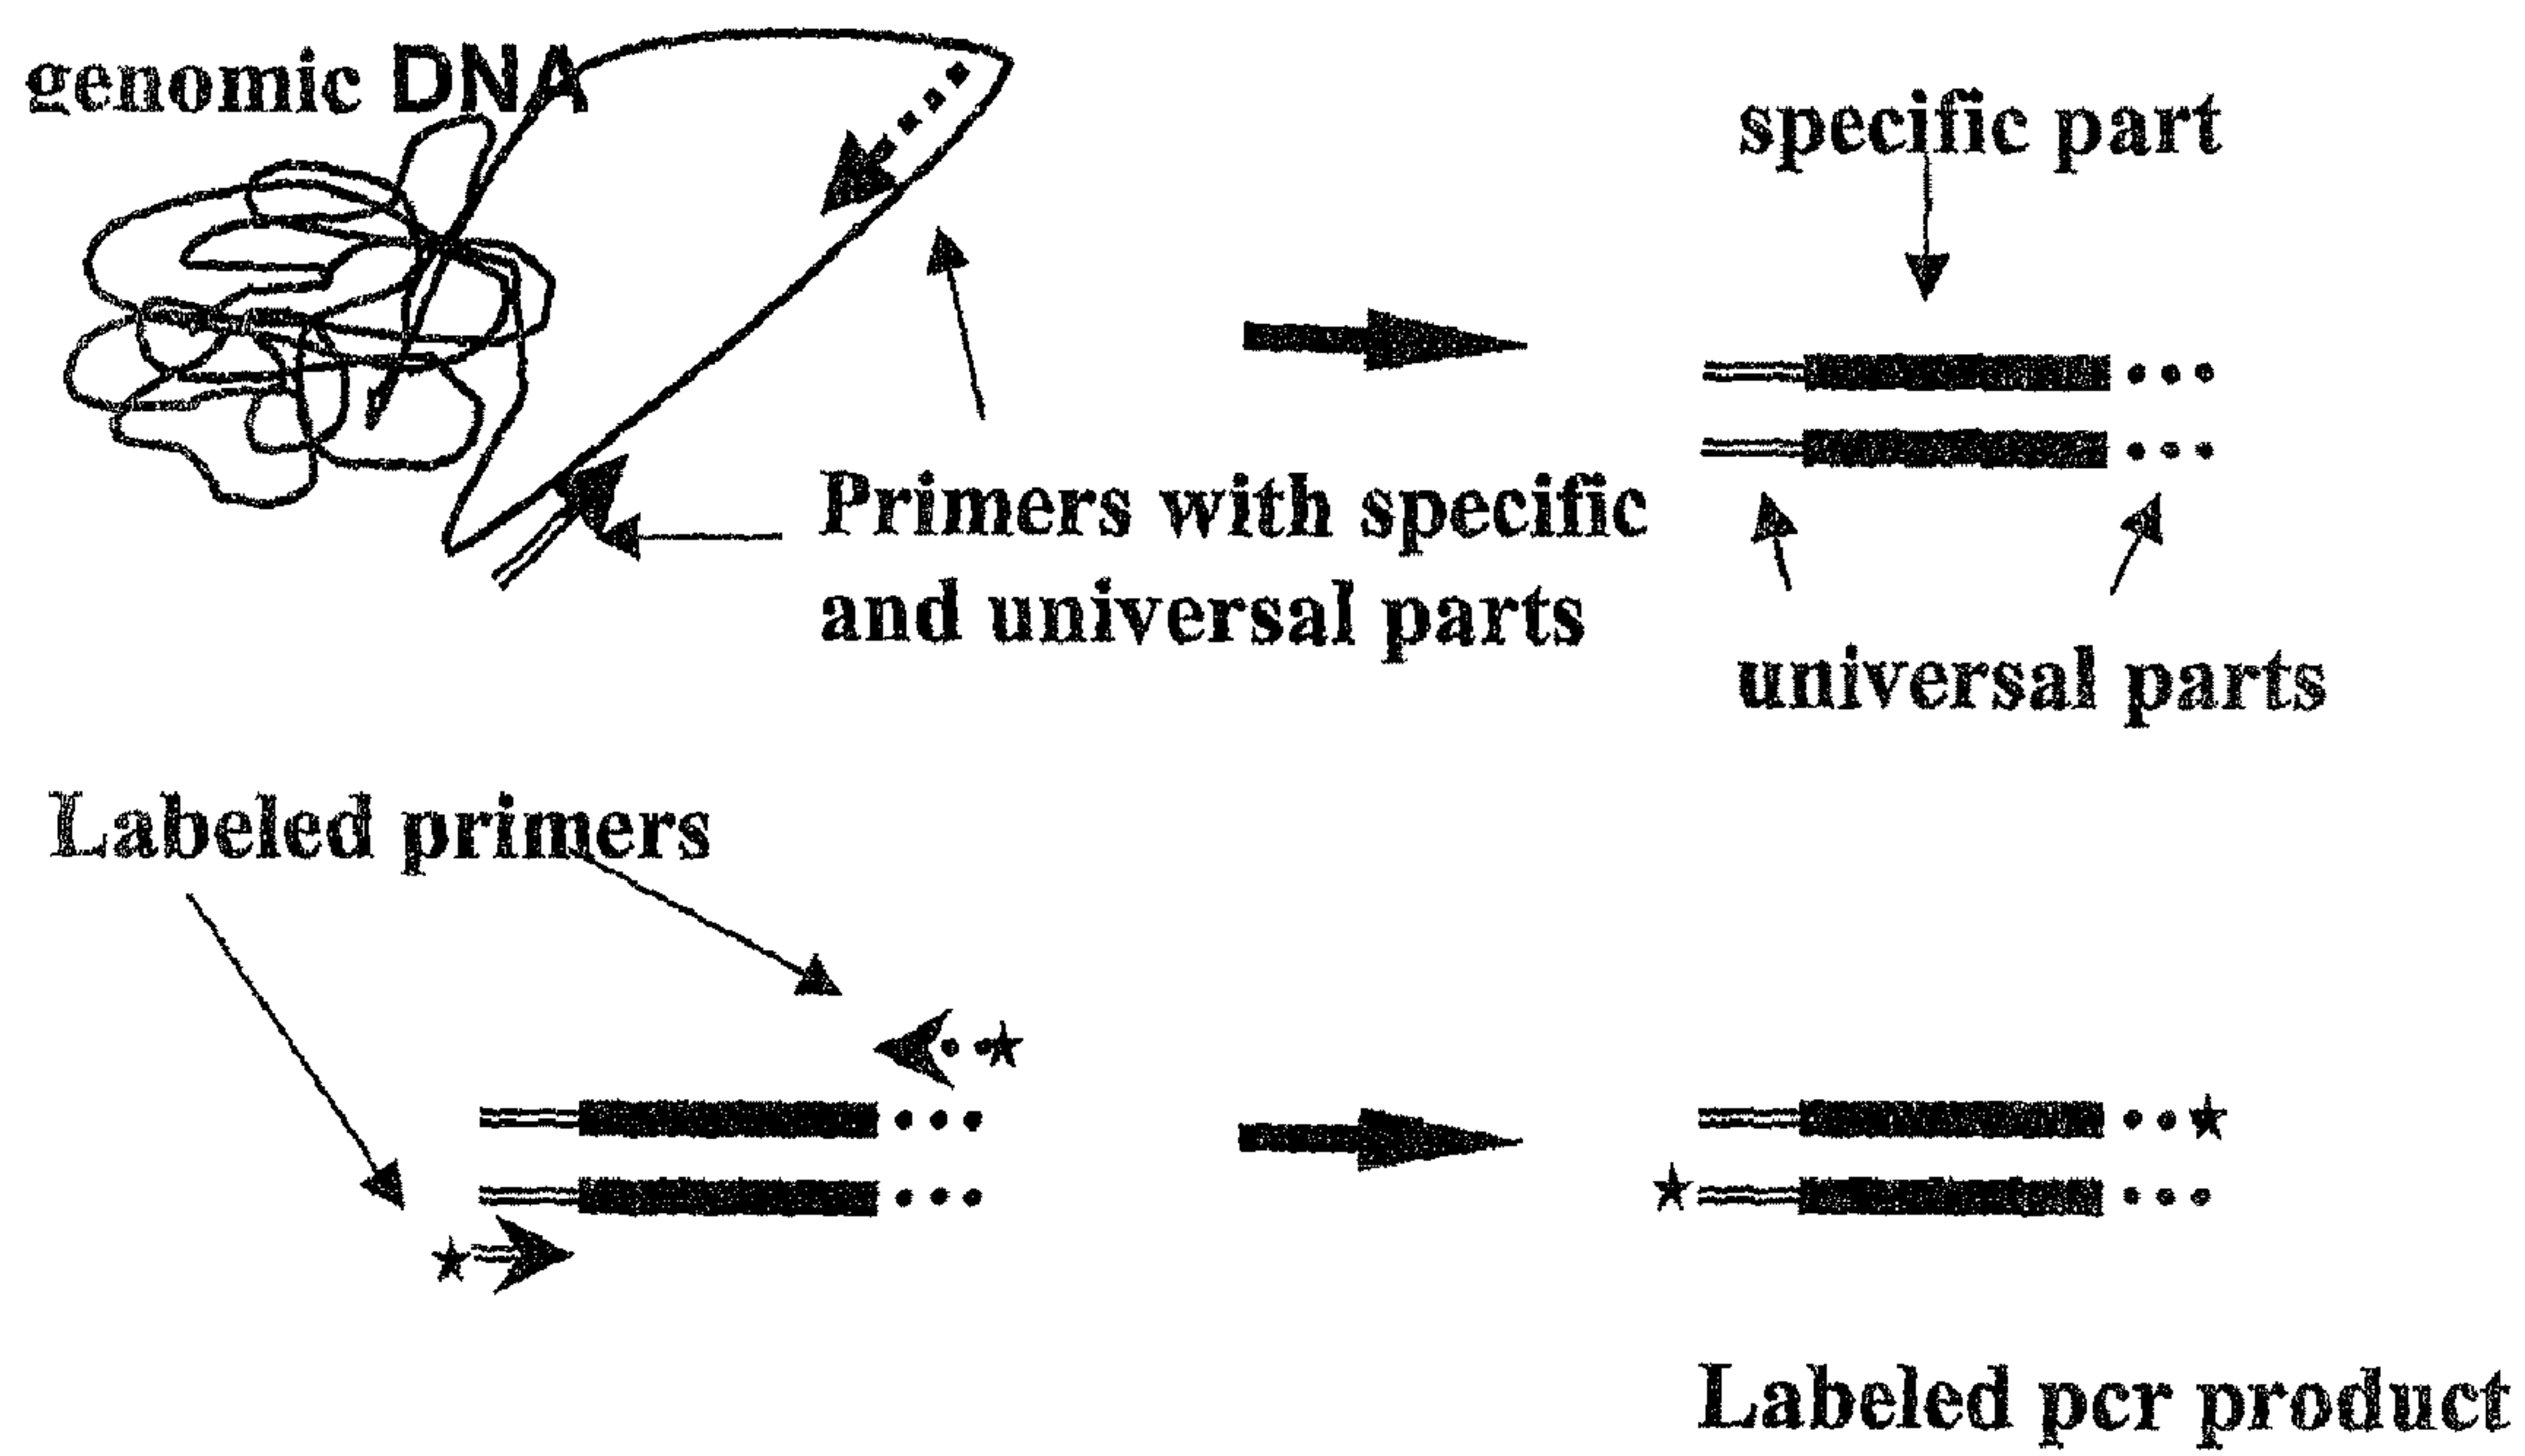 genomic DNA
specific part
Primers with specific
and universal parts
universal parts
Labeled primers
Labeled pcr product